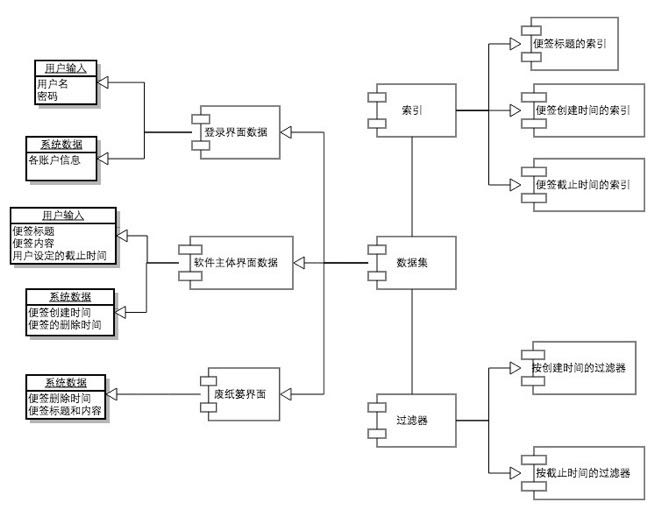 用户输入
用户名
密码
系统数据
各账户信息
用户输入
便签标题
便签内容
用户设定的截止时间
系统数据
便签创建时间
便签的删除时间
系统数据
便签删除时间
便签标题和内容
登录界面数据
软件主体界面数据
废纸篓界面
索引
数据集
过滤器
便签标题的索引
便签创建时间的索引
便签截止时间的索引
按创建时间的过滤器
按截止时间的过滤器